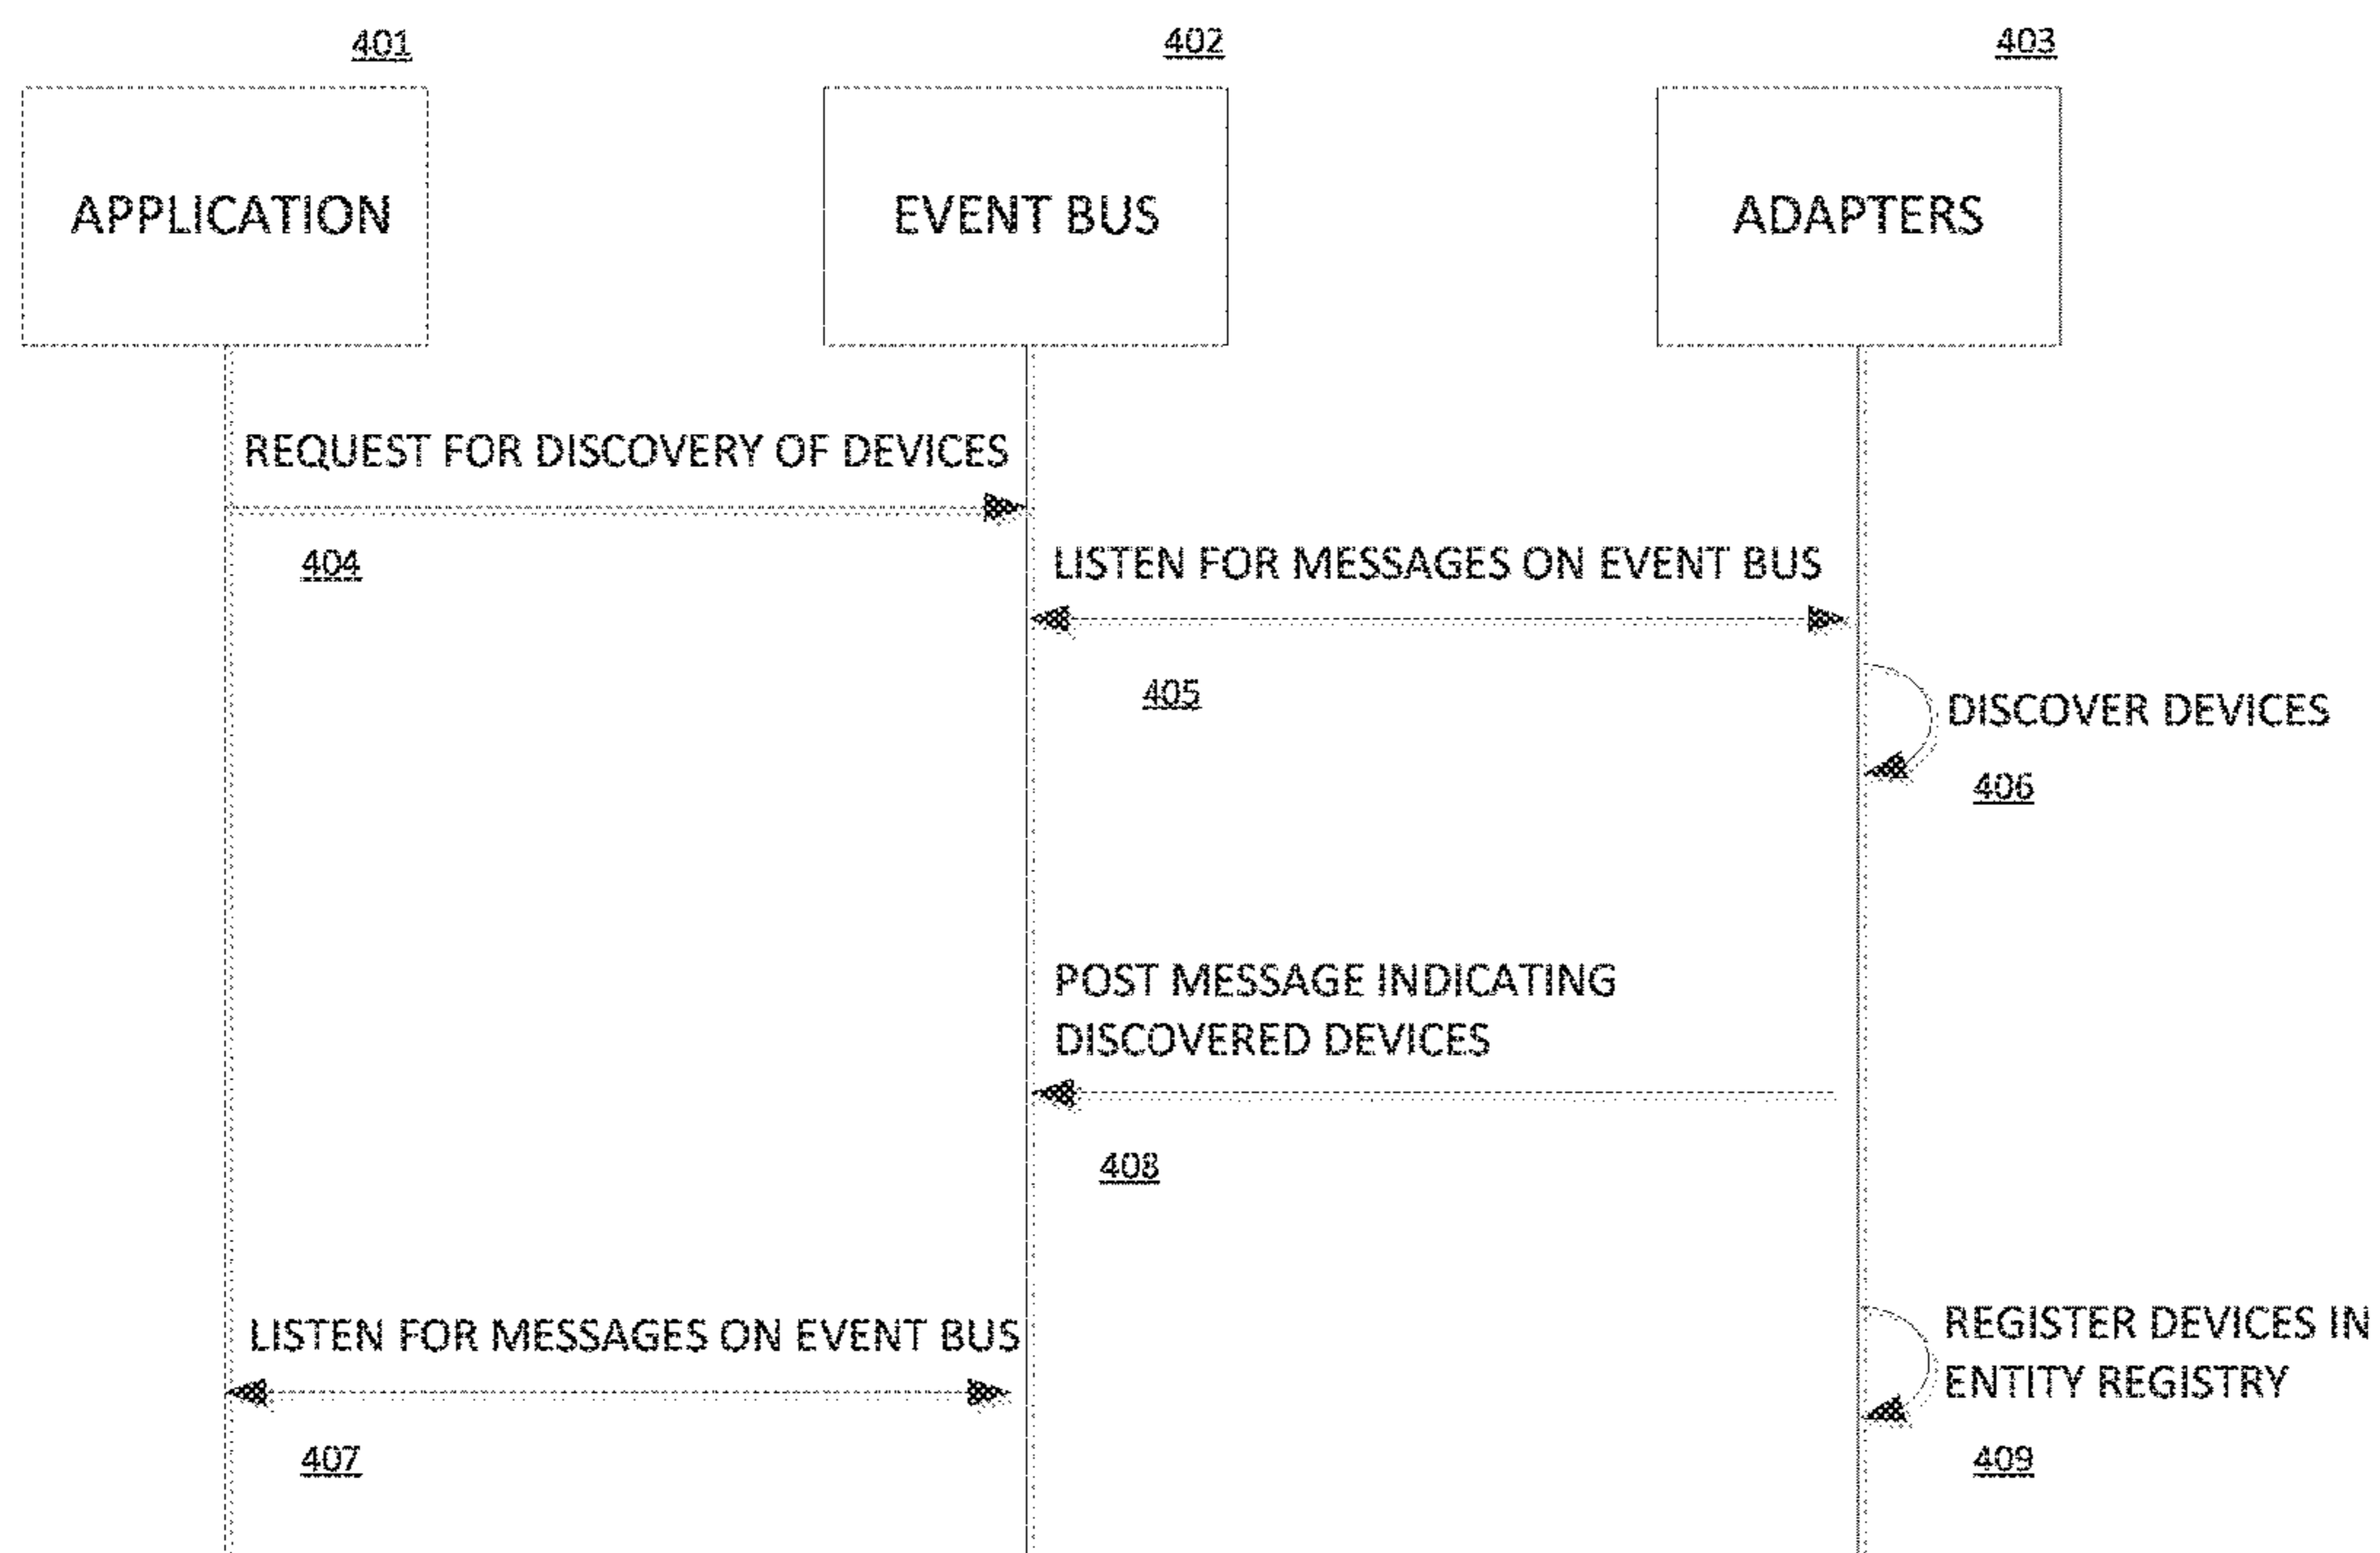 401
402
403
APPLICATION
EVENT BUS
ADAPTERS
REQUEST FOR DISCOVERY OF DEVICES
404
LISTEN FOR MESSAGES ON EVENT BUS
405
DISCOVER DEVICES
406
POST MESSAGE INDICATING
DISCOVERED DEVICES
408
LISTEN FOR MESSAGES ON EVENT BUS
407
REGISTER DEVICES IN
ENTITY REGISTRY
409